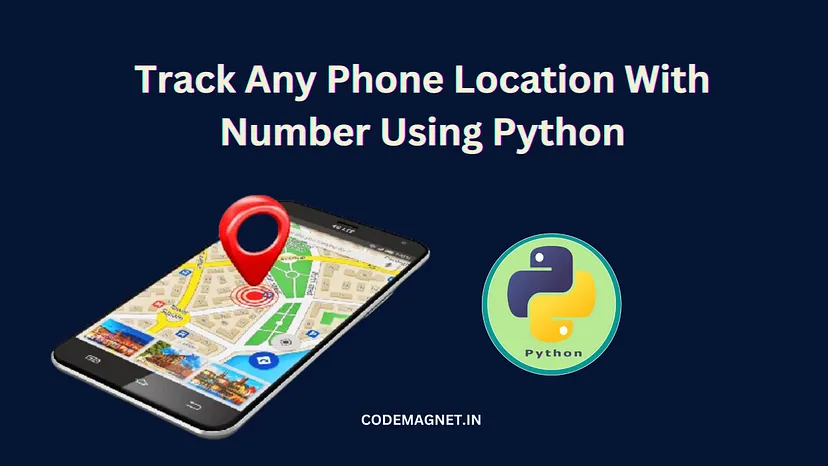 Track Any Phone Location With
Number Using Python
Python
CODEMAGNET.IN